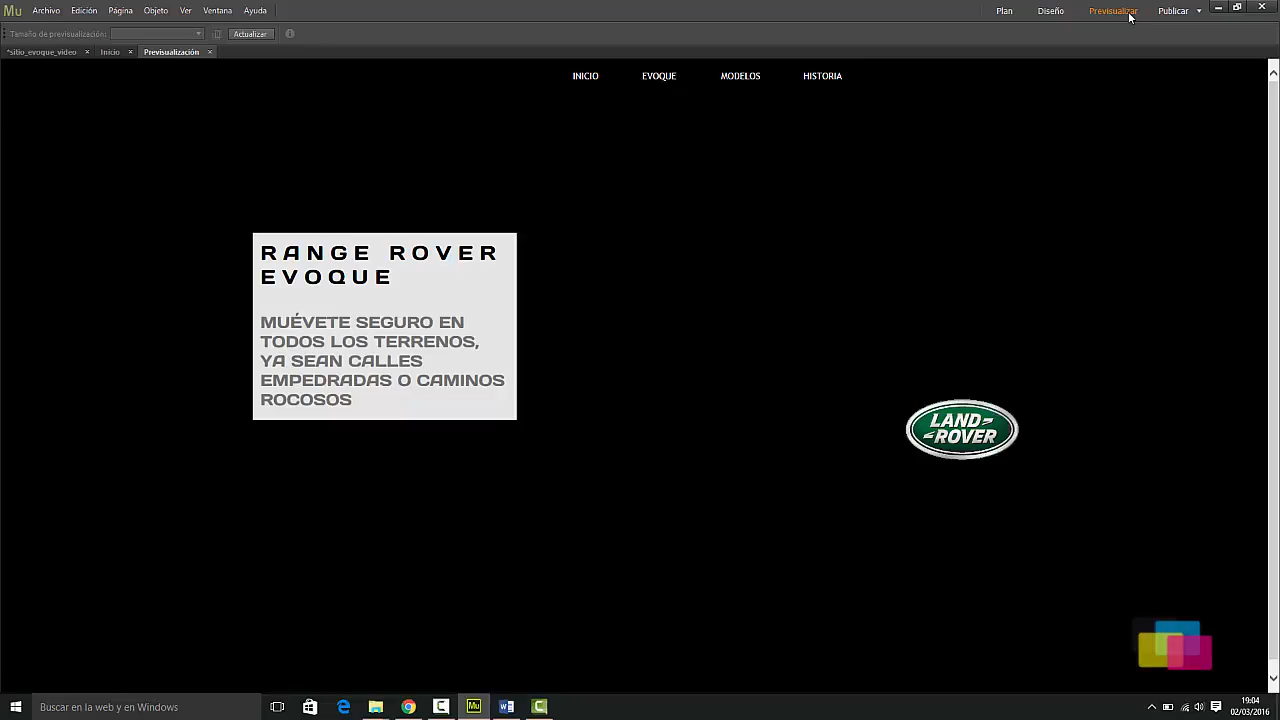 Mu Archivo Edición Página Objeto Ver Ventana Ayuda Plan Diseño Previsualizar Publicar
Tamaño de previsualización: Actualizar
*sitio_evoque_video × Inicio × Previsualización ×
INICIO EVOQUE MODELOS HISTORIA
RANGE ROVER
EVOQUE
MUÉVETE SEGURO EN
TODOS LOS TERRENOS,
YA SEAN CALLES
EMPEDRADAS O CAMINOS
ROCOSOS
LAND-
-ROVER
Buscar en la web y en Windows
Mu
19:04
02/03/2016